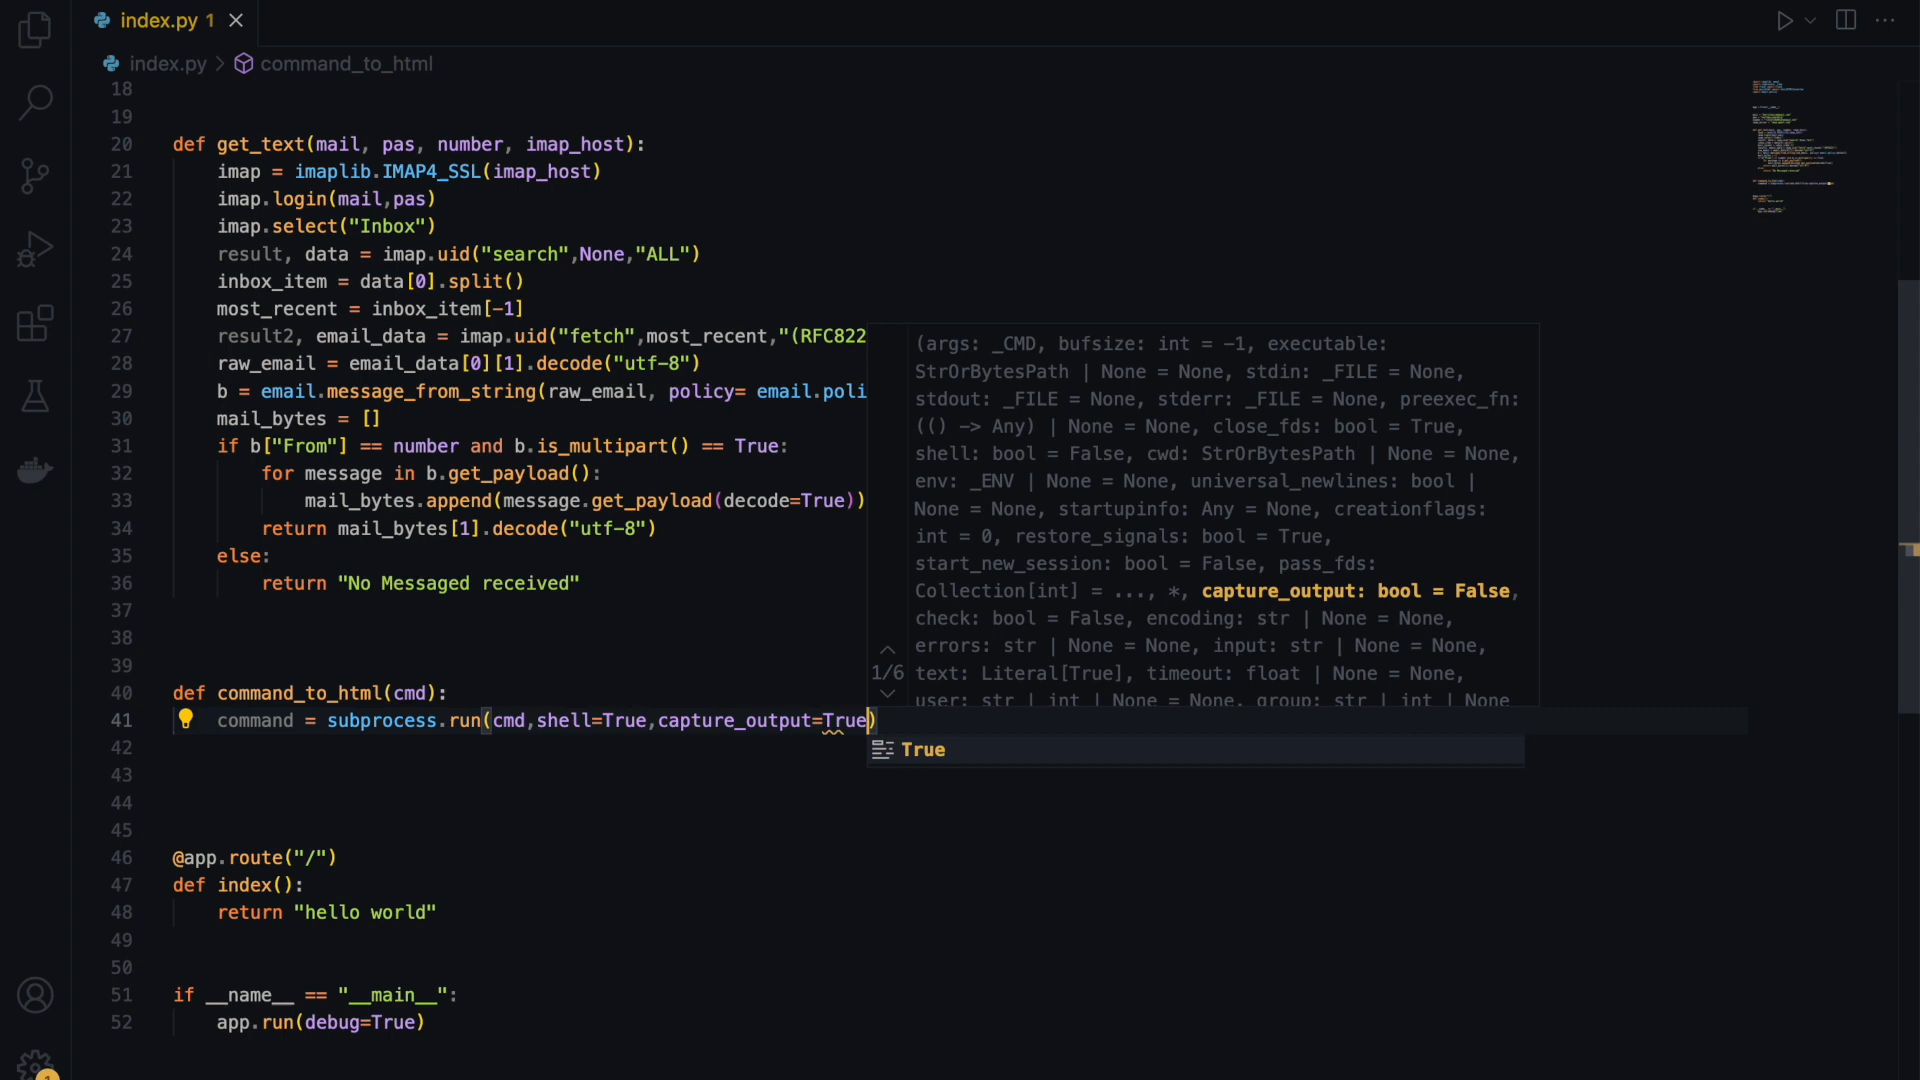 index.py 1
index.py > command_to_html
18
19
20 def get_text(mail, pas, number, imap_host):
21 imap = imaplib.IMAP4_SSL(imap_host)
22 imap.login(mail,pas)
23 imap.select("Inbox")
24 result, data = imap.uid("search",None,"ALL")
25 inbox_item = data[0].split()
26 most_recent = inbox_item[-1]
27 result2, email_data = imap.uid("fetch",most_recent,"(RFC822
28 raw_email = email_data[0][1].decode("utf-8")
29 b = email.message_from_string(raw_email, policy= email.poli
30 mail_bytes = []
31 if b["From"] == number and b.is_multipart() == True:
32 for message in b.get_payload():
33 mail_bytes.append(message.get_payload(decode=True))
34 return mail_bytes[1].decode("utf-8")
35 else:
36 return "No Messaged received"
37
38
39
40 def command_to_html(cmd):
41 command = subprocess.run(cmd,shell=True,capture_output=True)
42
43
44
45
46 @app.route("/")
47 def index():
48 return "hello world"
49
50
51 if __name__ == "__main__":
52 app.run(debug=True)
(args: _CMD, bufsize: int = -1, executable:
StrOrBytesPath | None = None, stdin: _FILE = None,
stdout: _FILE = None, stderr: _FILE = None, preexec_fn:
(() -> Any) | None = None, close_fds: bool = True,
shell: bool = False, cwd: StrOrBytesPath | None = None,
env: _ENV | None = None, universal_newlines: bool |
None = None, startupinfo: Any = None, creationflags:
int = 0, restore_signals: bool = True,
start_new_session: bool = False, pass_fds:
Collection[int] = ..., *, capture_output: bool = False,
check: bool = False, encoding: str | None = None,
errors: str | None = None, input: str | None = None,
1/6
text: Literal[True], timeout: float | None = None,
user: str | int | None = None, group: str | int | None
True